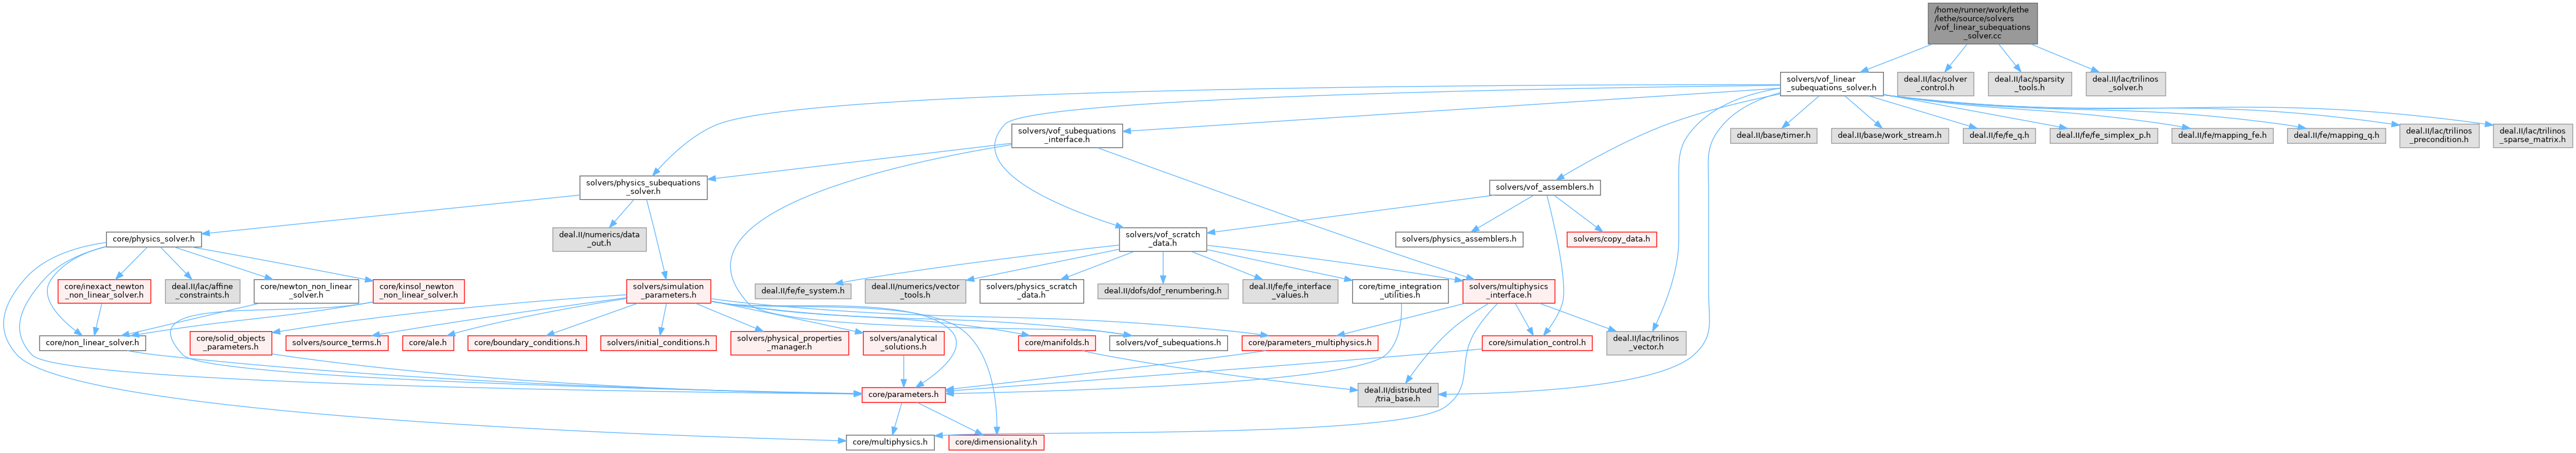 /home/runner/work/lethe
/lethe/source/solvers
/vof_linear_subequations
_solver.cc
solvers/vof_linear
_subequations_solver.h
deal.II/lac/solver
_control.h
deal.II/lac/sparsity
_tools.h
deal.II/lac/trilinos
_solver.h
solvers/vof_subequations
_interface.h
deal.II/base/timer.h
deal.II/base/work_stream.h
deal.II/fe/fe_q.h
deal.II/fe/fe_simplex_p.h
deal.II/fe/mapping_fe.h
deal.II/fe/mapping_q.h
deal.II/lac/trilinos
_precondition.h
deal.II/lac/trilinos
_sparse_matrix.h
solvers/physics_subequations
_solver.h
solvers/vof_assemblers.h
core/physics_solver.h
deal.II/numerics/data
_out.h
solvers/vof_scratch
_data.h
solvers/physics_assemblers.h
solvers/copy_data.h
core/inexact_newton
_non_linear_solver.h
deal.II/lac/affine
_constraints.h
core/newton_non_linear
_solver.h
core/kinsol_newton
_non_linear_solver.h
solvers/simulation
_parameters.h
deal.II/fe/fe_system.h
deal.II/numerics/vector
_tools.h
solvers/physics_scratch
_data.h
deal.II/dofs/dof_renumbering.h
deal.II/fe/fe_interface
_values.h
core/time_integration
_utilities.h
solvers/multiphysics
_interface.h
core/non_linear_solver.h
core/solid_objects
_parameters.h
solvers/source_terms.h
core/ale.h
core/boundary_conditions.h
solvers/initial_conditions.h
solvers/physical_properties
_manager.h
solvers/analytical
_solutions.h
core/manifolds.h
solvers/vof_subequations.h
core/parameters_multiphysics.h
core/simulation_control.h
deal.II/lac/trilinos
_vector.h
core/parameters.h
deal.II/distributed
/tria_base.h
core/multiphysics.h
core/dimensionality.h